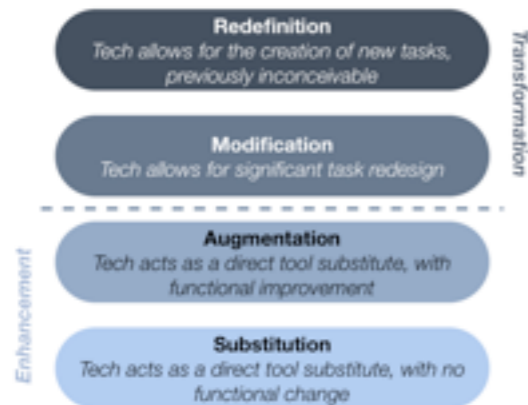 Redefinition
Tech allows for the creation of new tasks,
previously inconceivable
Transformation
Modification
Tech allows for significant task redesign
Augmentation
Tech acts as a direct tool substitute, with
functional improvement
Enhancement
Substitution
Tech acts as a direct tool substitute, with no
functional change